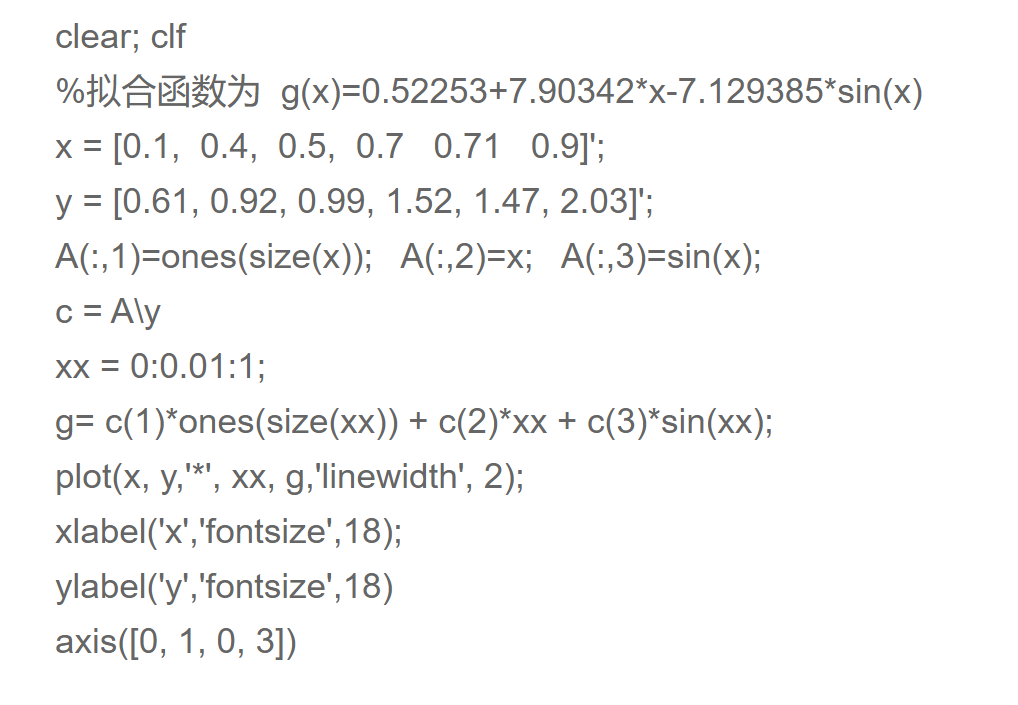 clear; clf
%拟合函数为  g(x)=0.52253+7.90342*x-7.129385*sin(x)
x = [0.1,  0.4,  0.5,  0.7   0.71   0.9]';
y = [0.61, 0.92, 0.99, 1.52, 1.47, 2.03]';
A(:,1)=ones(size(x));   A(:,2)=x;   A(:,3)=sin(x);
c = A\y
xx = 0:0.01:1;
g= c(1)*ones(size(xx)) + c(2)*xx + c(3)*sin(xx);
plot(x, y,'*', xx, g,'linewidth', 2);
xlabel('x','fontsize',18);
ylabel('y','fontsize',18)
axis([0, 1, 0, 3])